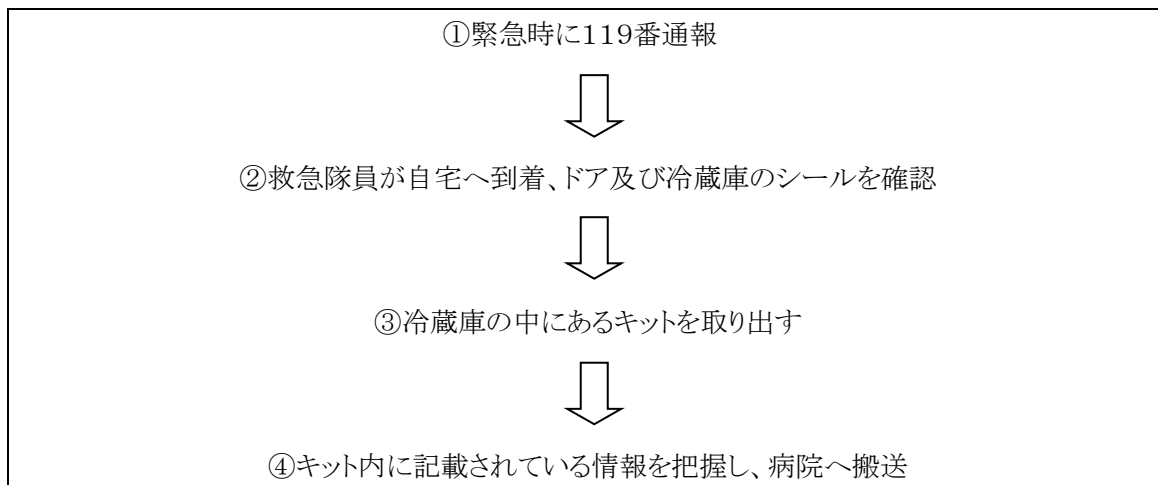 ①緊急時に119番通報
②救急隊員が自宅へ到着、ドア及び冷蔵庫のシールを確認
③冷蔵庫の中にあるキットを取り出す
④キット内に記載されている情報を把握し、病院へ搬送